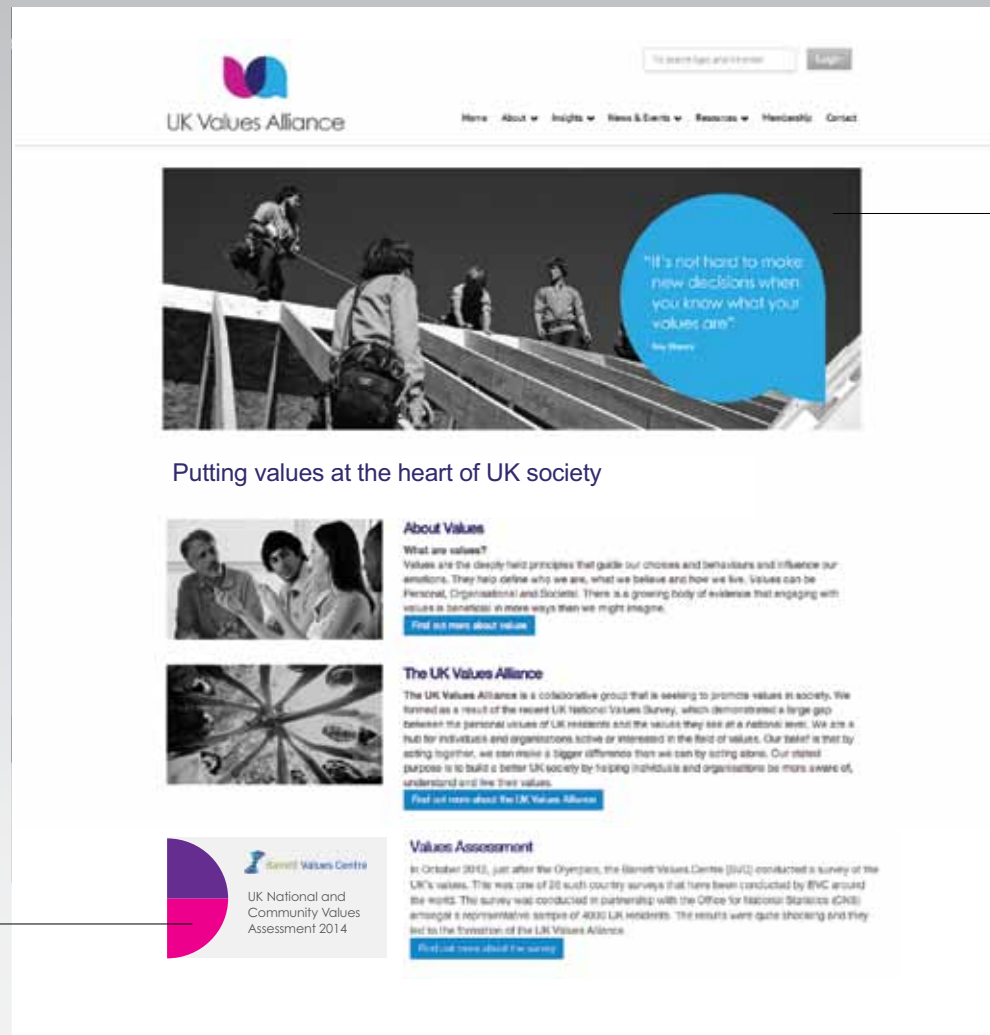 UK Values Alliance
Login
Home About Insights News & Events Resources Membership Contact
"It's not hard to make
new decisions when
you know what your
values are"
Putting values at the heart of UK society
About Values
What are values?
Values are the deeply held principles that guide our choices and behaviours and influence our
emotions. They help define who we are, what we believe and how we live. Values can be
Personal, Organisational and Societal. There is a growing body of evidence that engaging with
values is beneficial in more ways than we might imagine.
Find out more about values
The UK Values Alliance
The UK Values Alliance is a collaborative group that is seeking to promote values in society. We
formed as a result of the recent UK National Values Survey, which demonstrated a large gap
between the personal values of UK residents and the values they see at a national level. We are a
hub for individuals and organisations active or interested in the field of values. Our belief is that by
acting together, we can make a bigger difference than we can by acting alone. Our stated
purpose is to build a better UK society by helping individuals and organisations be more aware of,
understand and live their values.
Find out more about the UK Values Alliance
Barrett Values Centre
UK National and
Community Values
Assessment 2014
Values Assessment
In October 2012, just after the Olympics, the Barrett Values Centre (BVC) conducted a survey of the
UK's values. This was one of 20 such country surveys that have been conducted by BVC around
the world. The survey was conducted in partnership with the Office for National Statistics (ONS)
amongst a representative sample of 4000 UK residents. The results were quite shocking and they
led to the formation of the UK Values Alliance
Find out more about the survey